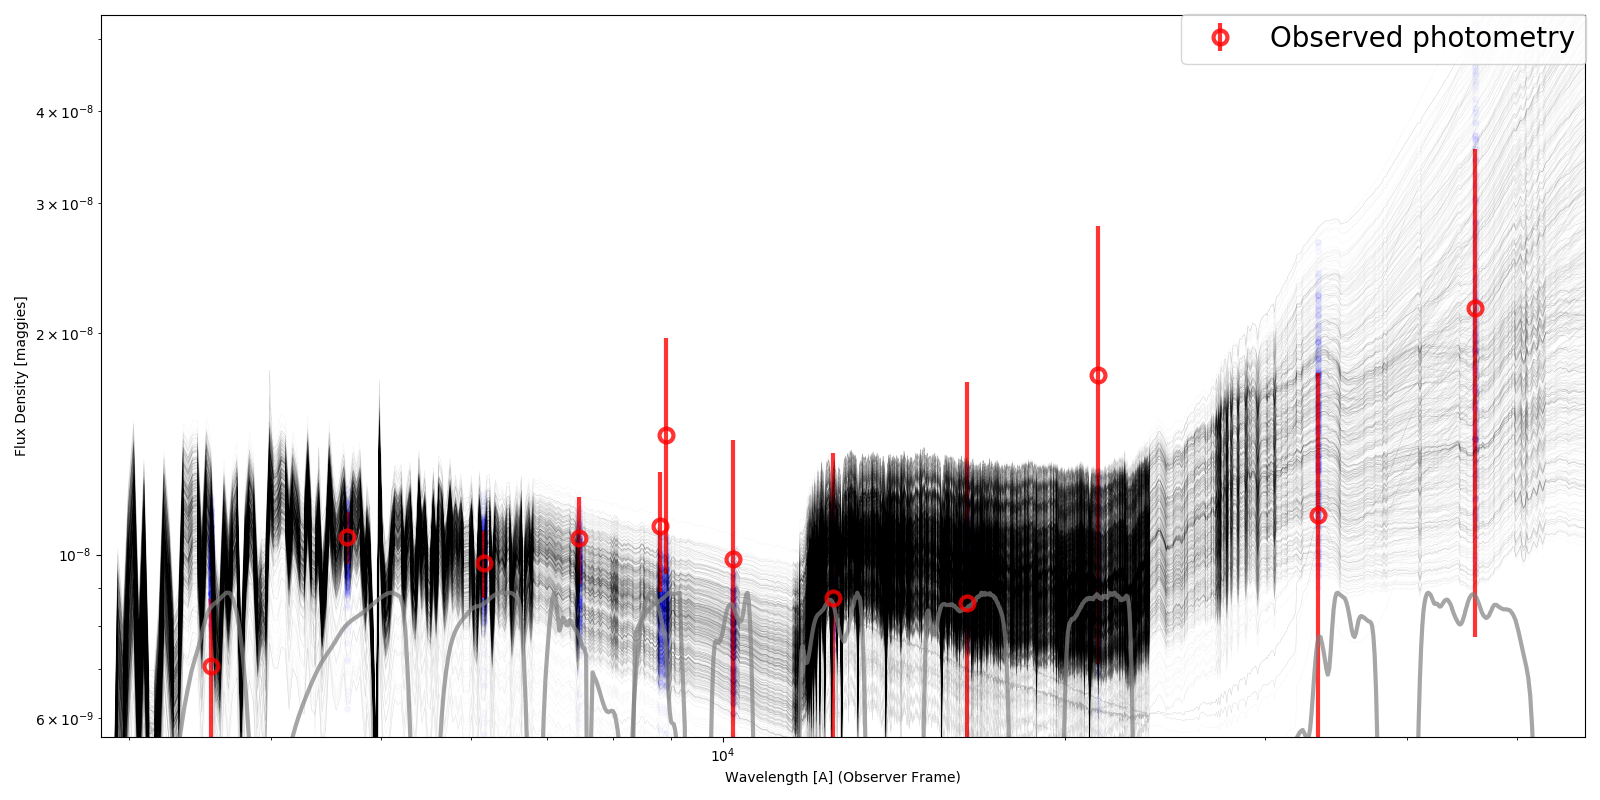 Observed photometry
4 × 10⁻⁸
3 × 10⁻⁸
2 × 10⁻⁸
10⁻⁸
6 × 10⁻⁹
Flux Density [maggies]
10⁴
Wavelength [A] (Observer Frame)